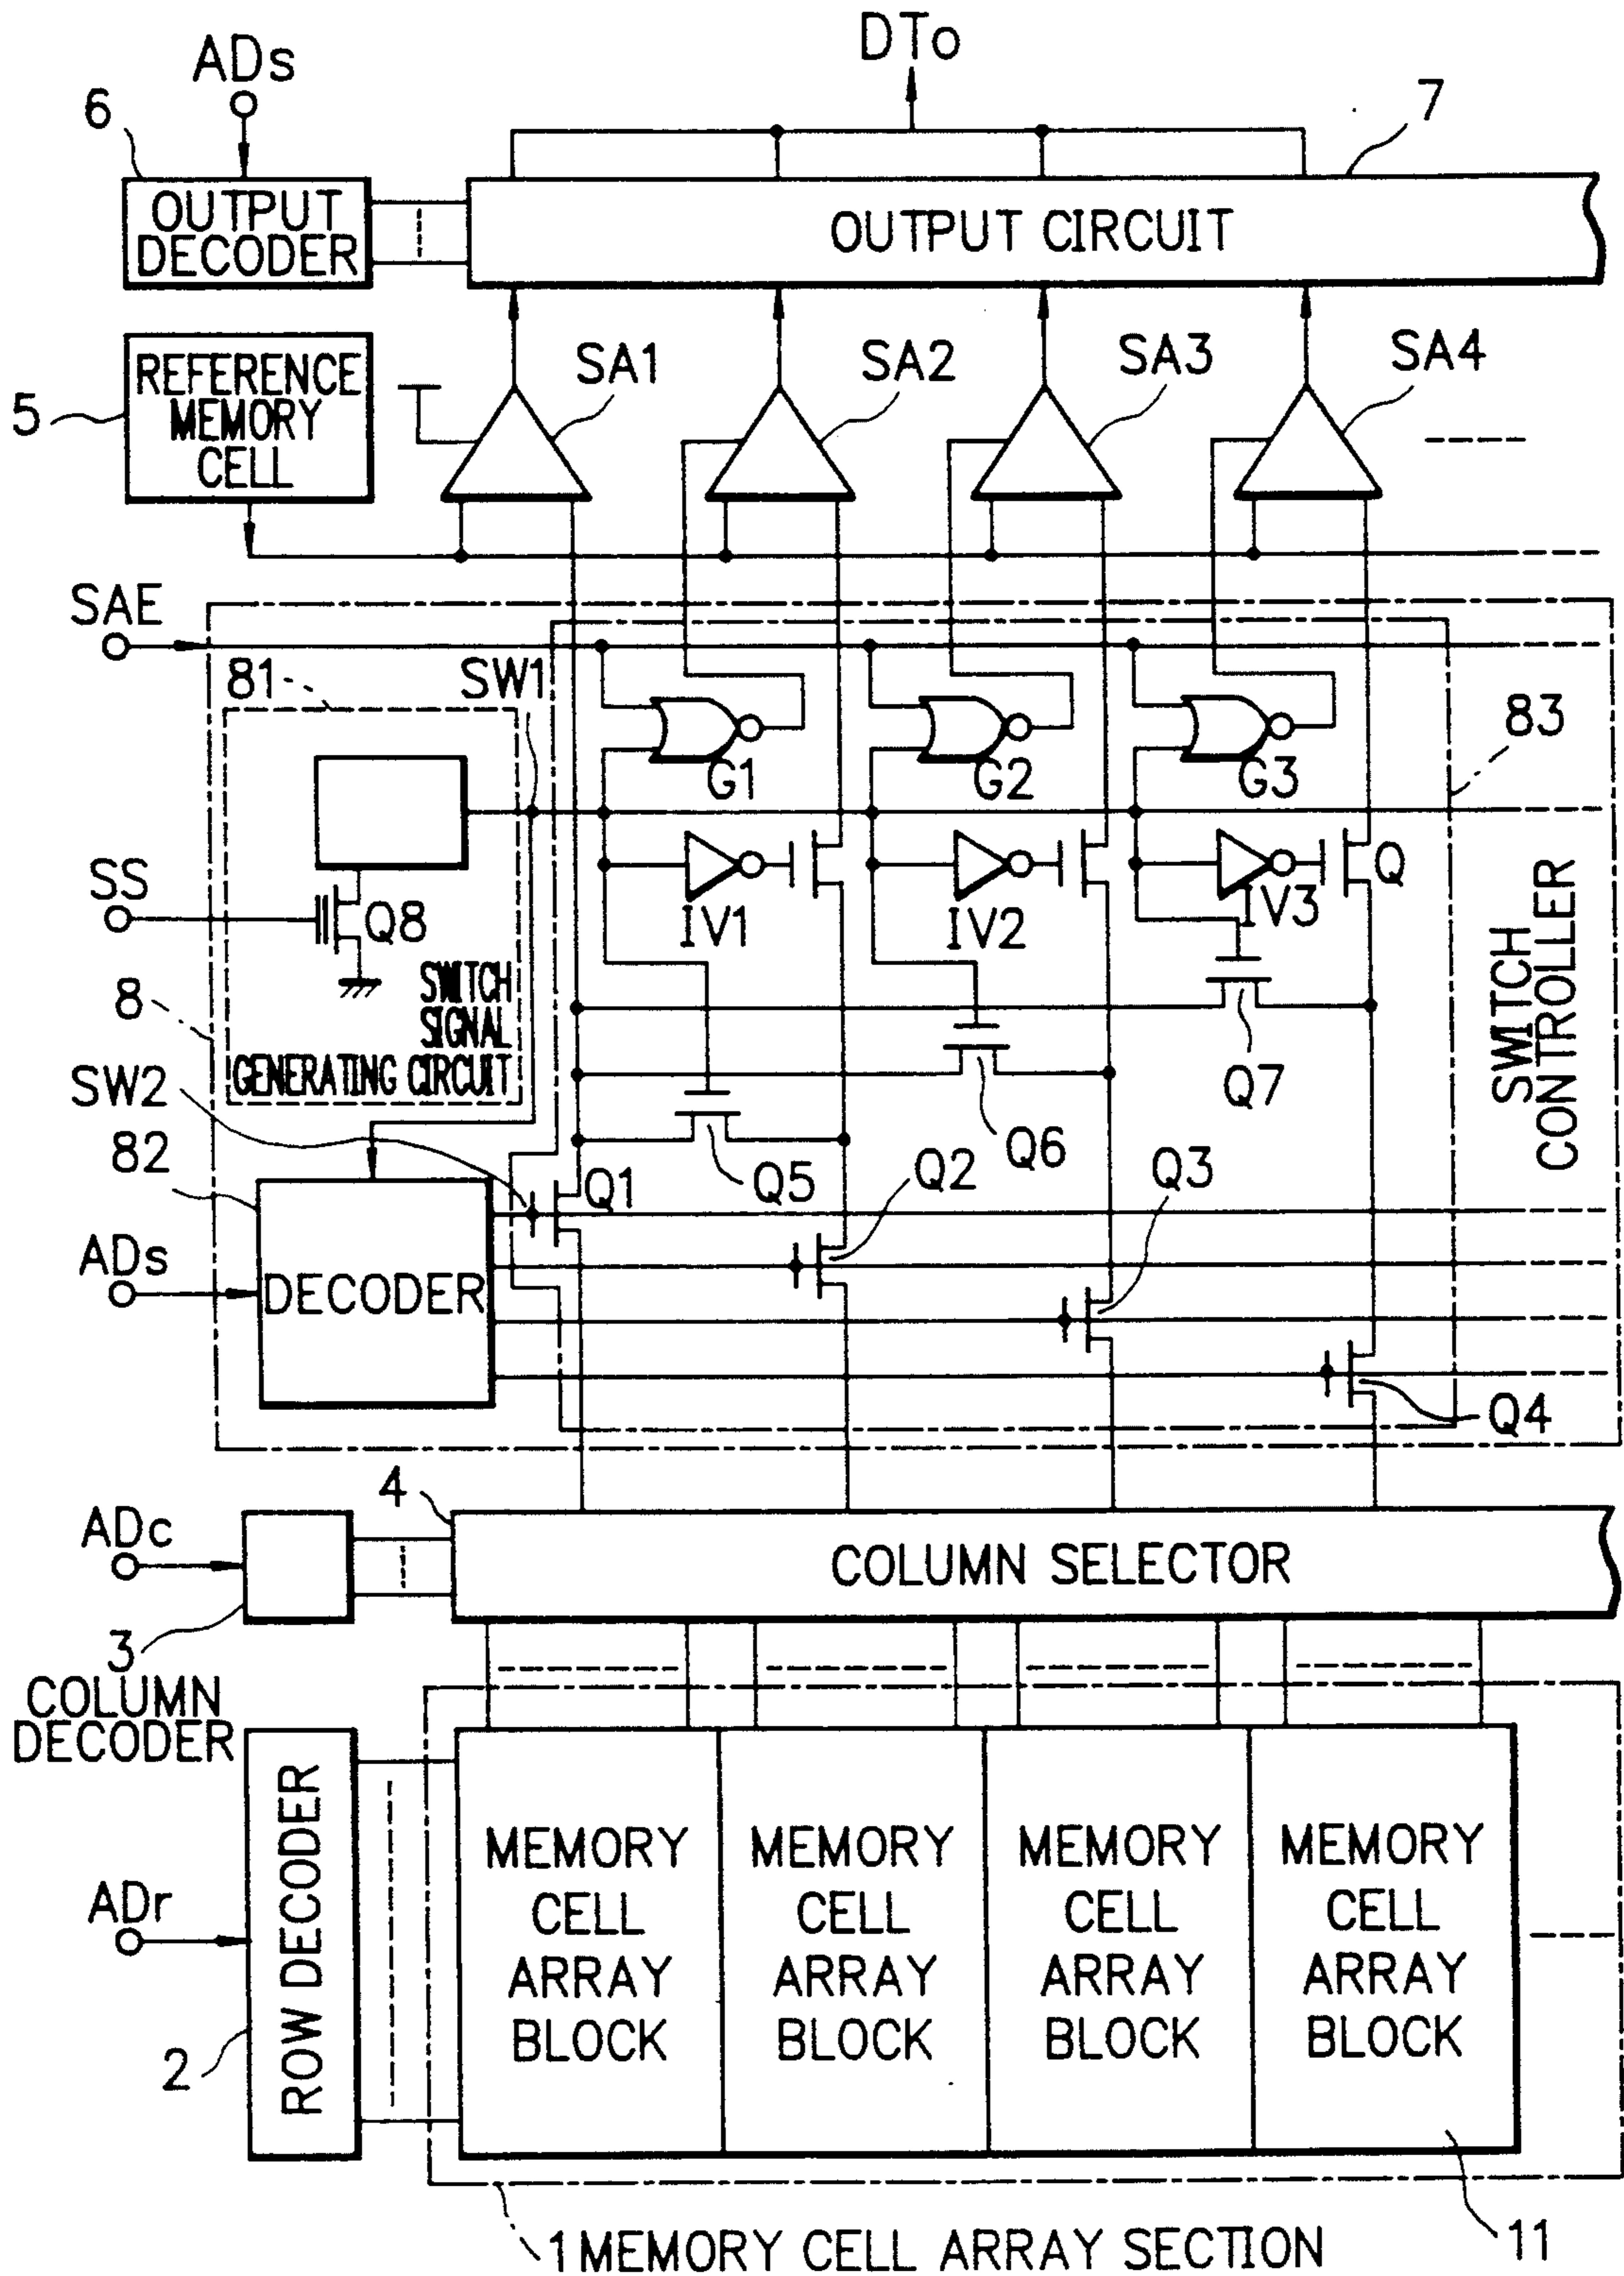 DTo
ADs
6
7
OUTPUT
DECODER
OUTPUT CIRCUIT
SA1
SA2
SA3
SA4
5
REFERENCE
MEMORY
CELL
SAE
81
SW1
G1
G2
G3
83
SS
Q8
IV1
IV2
IV3
Q
8
SWITCH
SIGNAL
GENERATING CIRCUIT
SWITCH
CONTROLLER
SW2
Q7
Q6
82
Q1
Q5
Q2
Q3
ADs
DECODER
Q4
4
ADc
COLUMN SELECTOR
3
COLUMN
DECODER
ROW DECODER
ADr
2
MEMORY
CELL
ARRAY
BLOCK
MEMORY
CELL
ARRAY
BLOCK
MEMORY
CELL
ARRAY
BLOCK
MEMORY
CELL
ARRAY
BLOCK
1 MEMORY CELL ARRAY SECTION
11